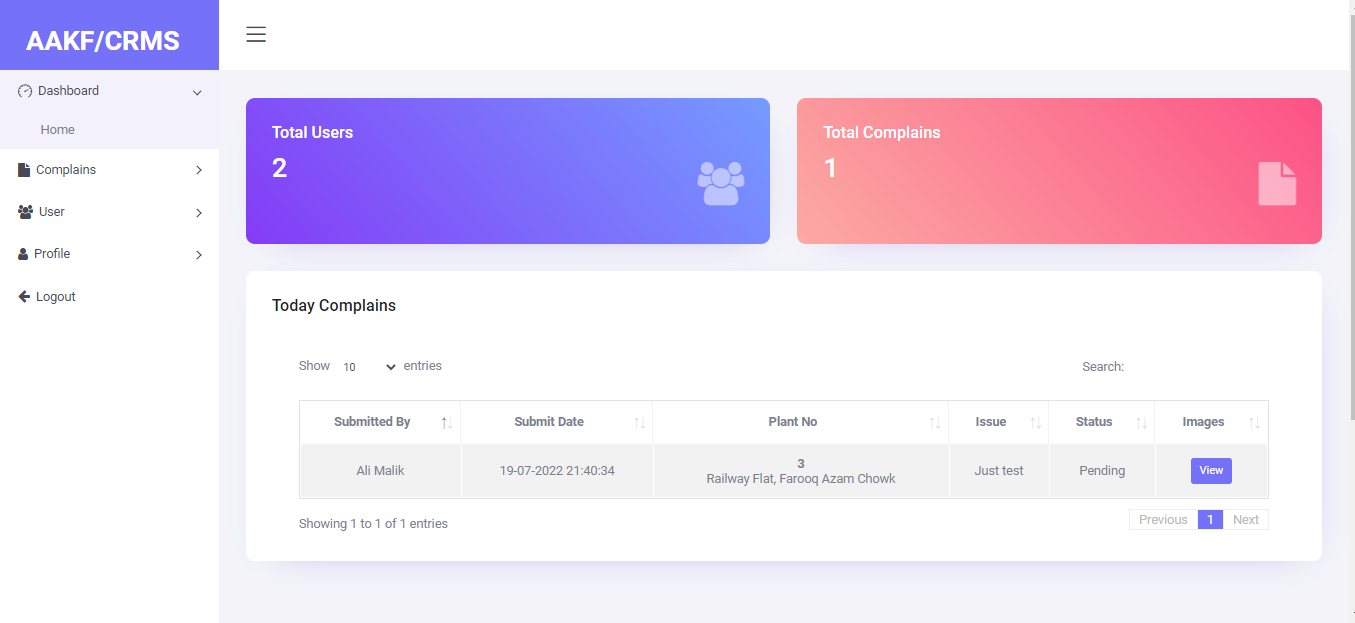 AAKF/CRMS
Dashboard
Home
Complains
User
Profile
Logout
Total Users
2
Total Complains
1
Today Complains
Show 10 entries
Search:
Submitted By Submit Date Plant No Issue Status Images
Ali Malik 19-07-2022 21:40:34 3 Just test Pending View
Railway Flat, Farooq Azam Chowk
Showing 1 to 1 of 1 entries
Previous 1 Next